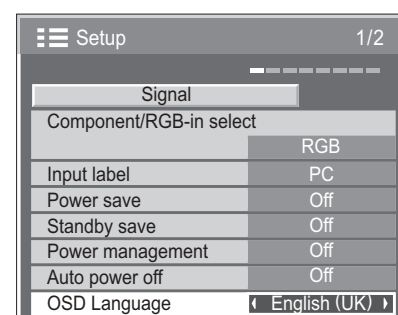 Setup 1/2
Signal
Component/RGB-in select
RGB
Input label PC
Power save Off
Standby save Off
Power management Off
Auto power off Off
OSD Language English (UK)